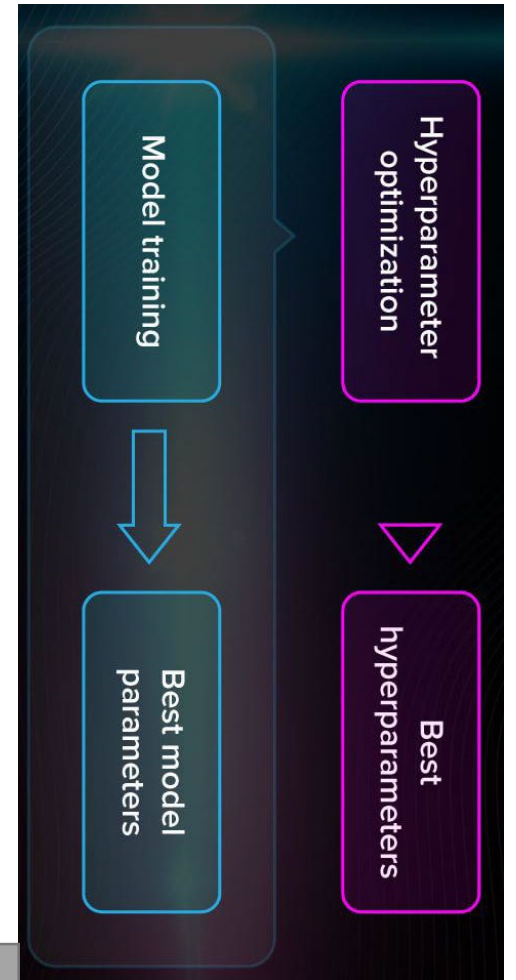 Hyperparameter
optimization
Best
hyperparameters
Model training
Best model
parameters